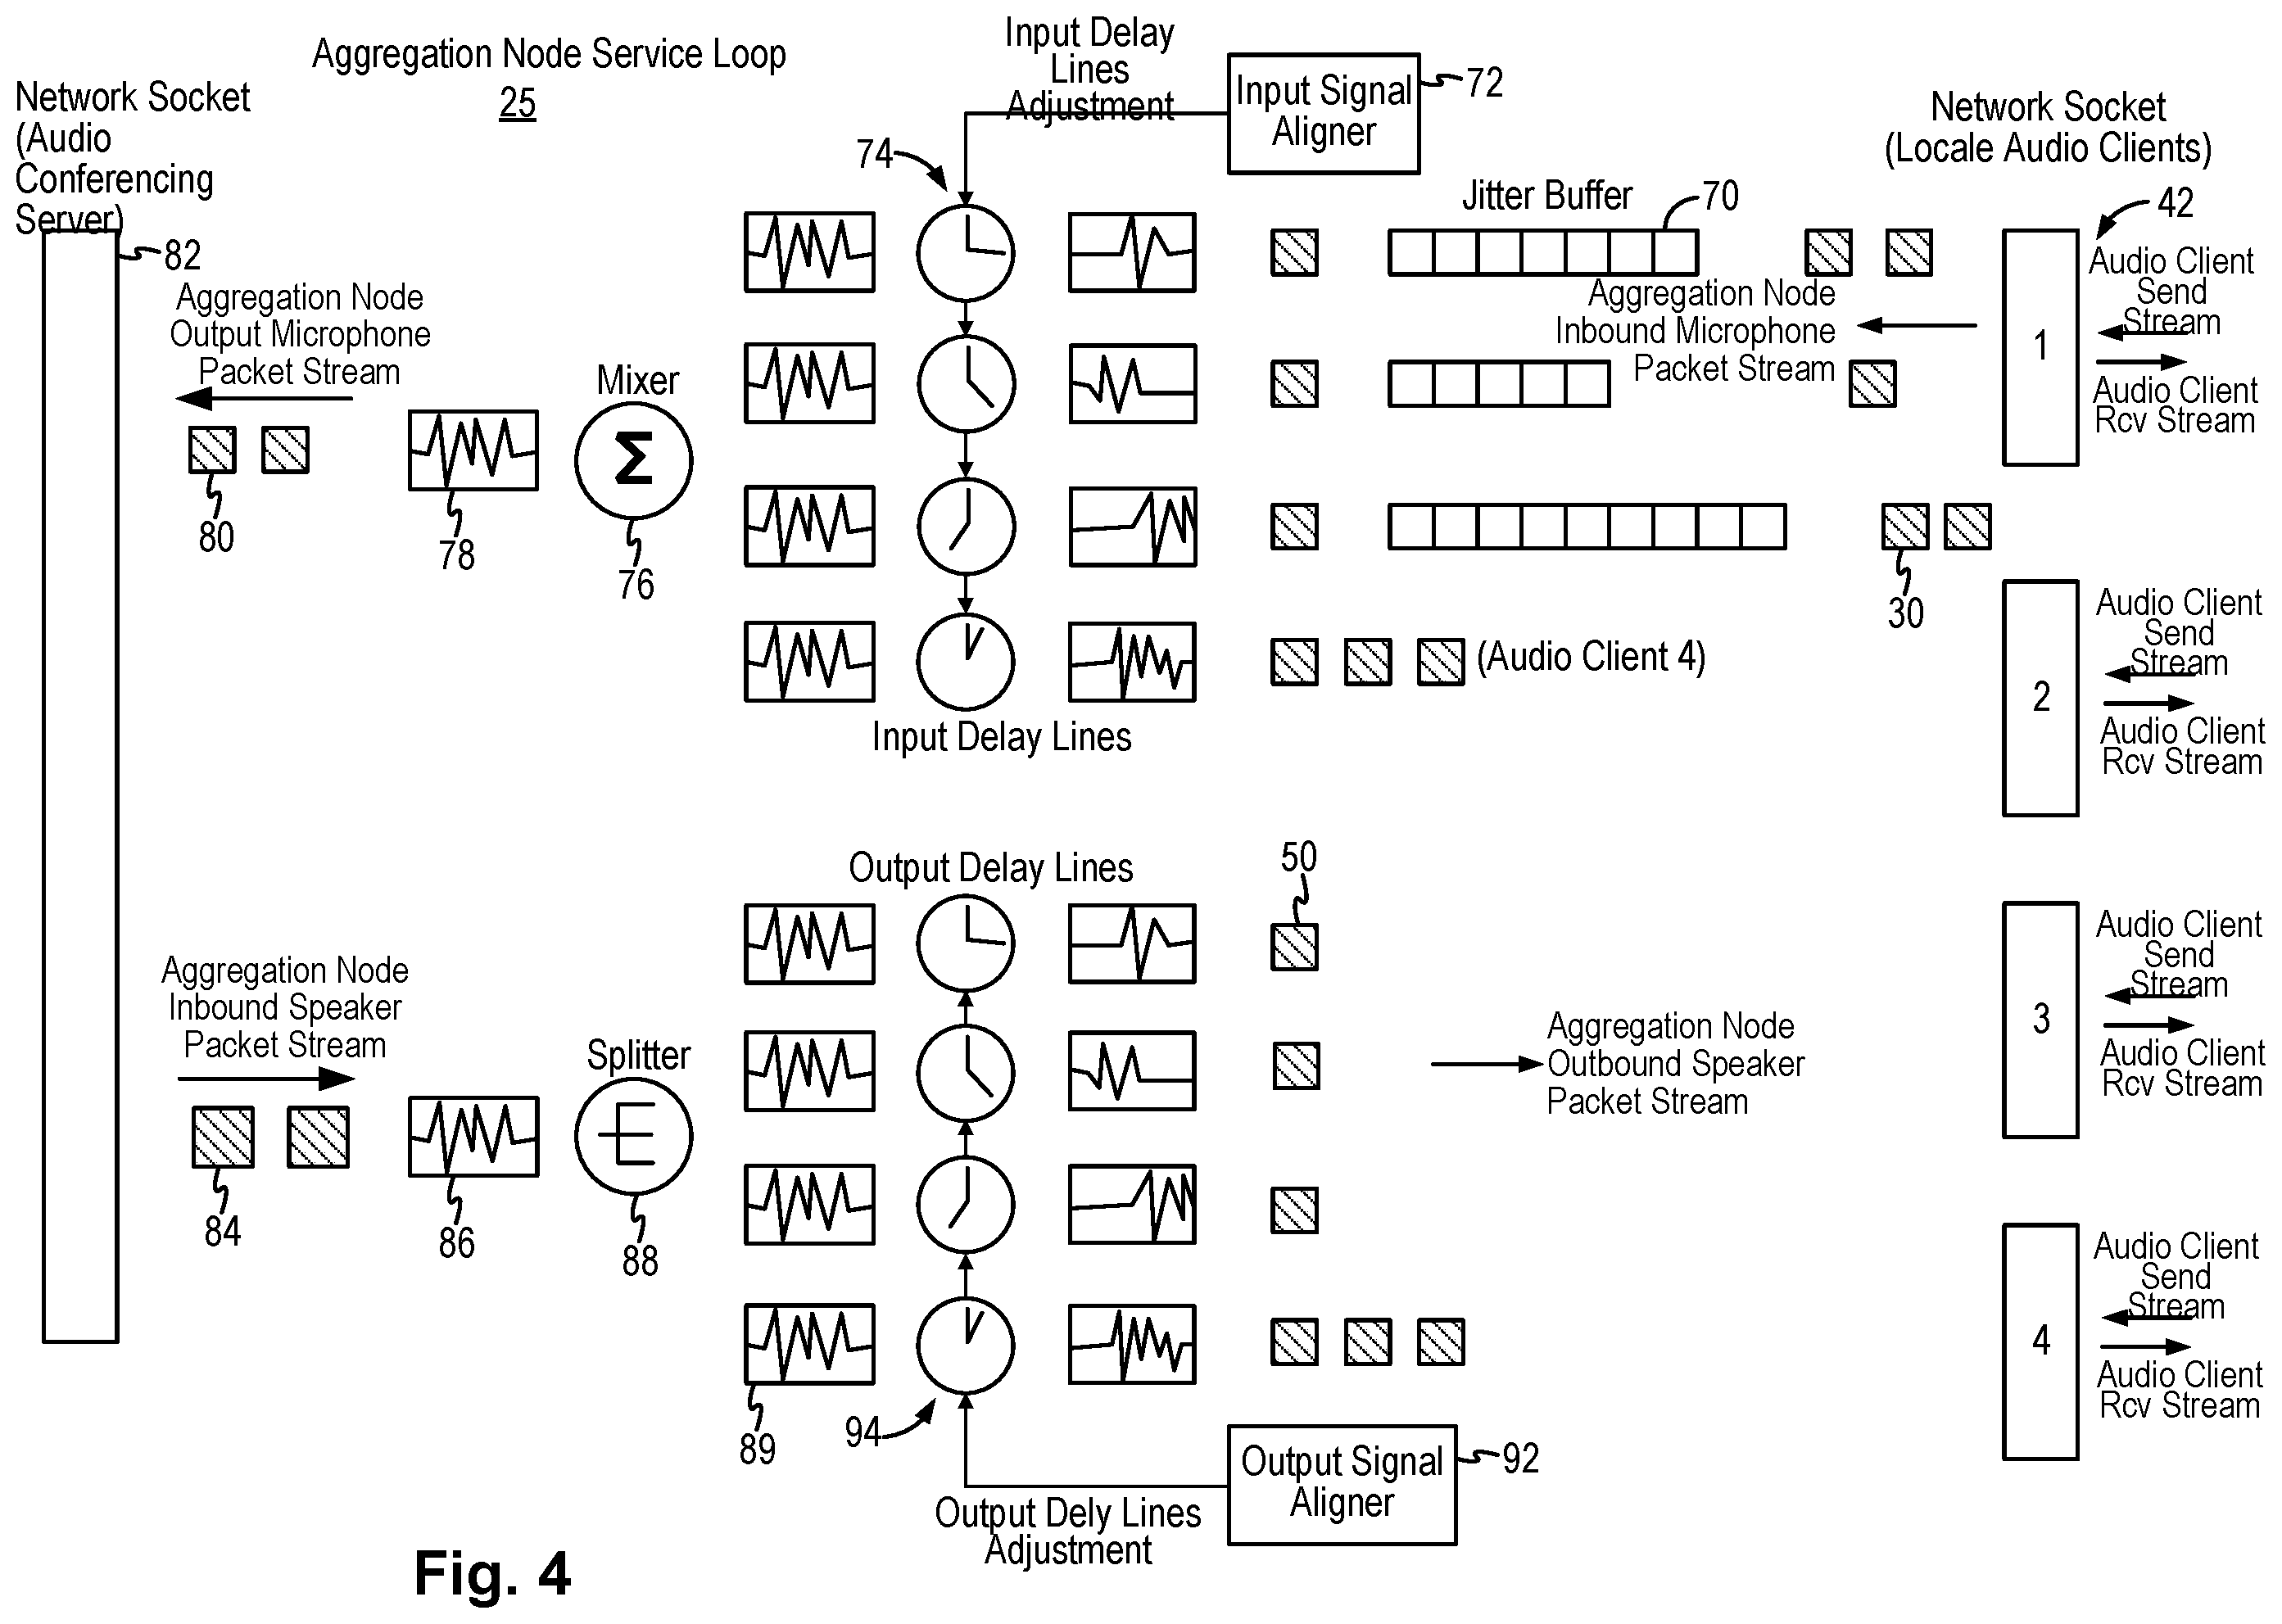 Aggregation Node Service Loop
25
Network Socket
(Audio
Conferencing
Server)
82
Input Delay
Lines
Adjustment
Input Signal
Aligner
72
74
Network Socket
(Locale Audio Clients)
42
Jitter Buffer
70
Aggregation Node
Output Microphone
Packet Stream
80
78
Mixer
Σ
76
Aggregation Node
Inbound Microphone
Packet Stream
30
(Audio Client 4)
Input Delay Lines
1
Audio Client
Send
Stream
Audio Client
Rcv Stream
2
Audio Client
Send
Stream
Audio Client
Rcv Stream
Output Delay Lines
50
Aggregation Node
Inbound Speaker
Packet Stream
84
86
Splitter
88
Aggregation Node
Outbound Speaker
Packet Stream
3
Audio Client
Send
Stream
Audio Client
Rcv Stream
4
Audio Client
Send
Stream
Audio Client
Rcv Stream
89
94
Output Signal
Aligner
92
Output Dely Lines
Adjustment
Fig. 4